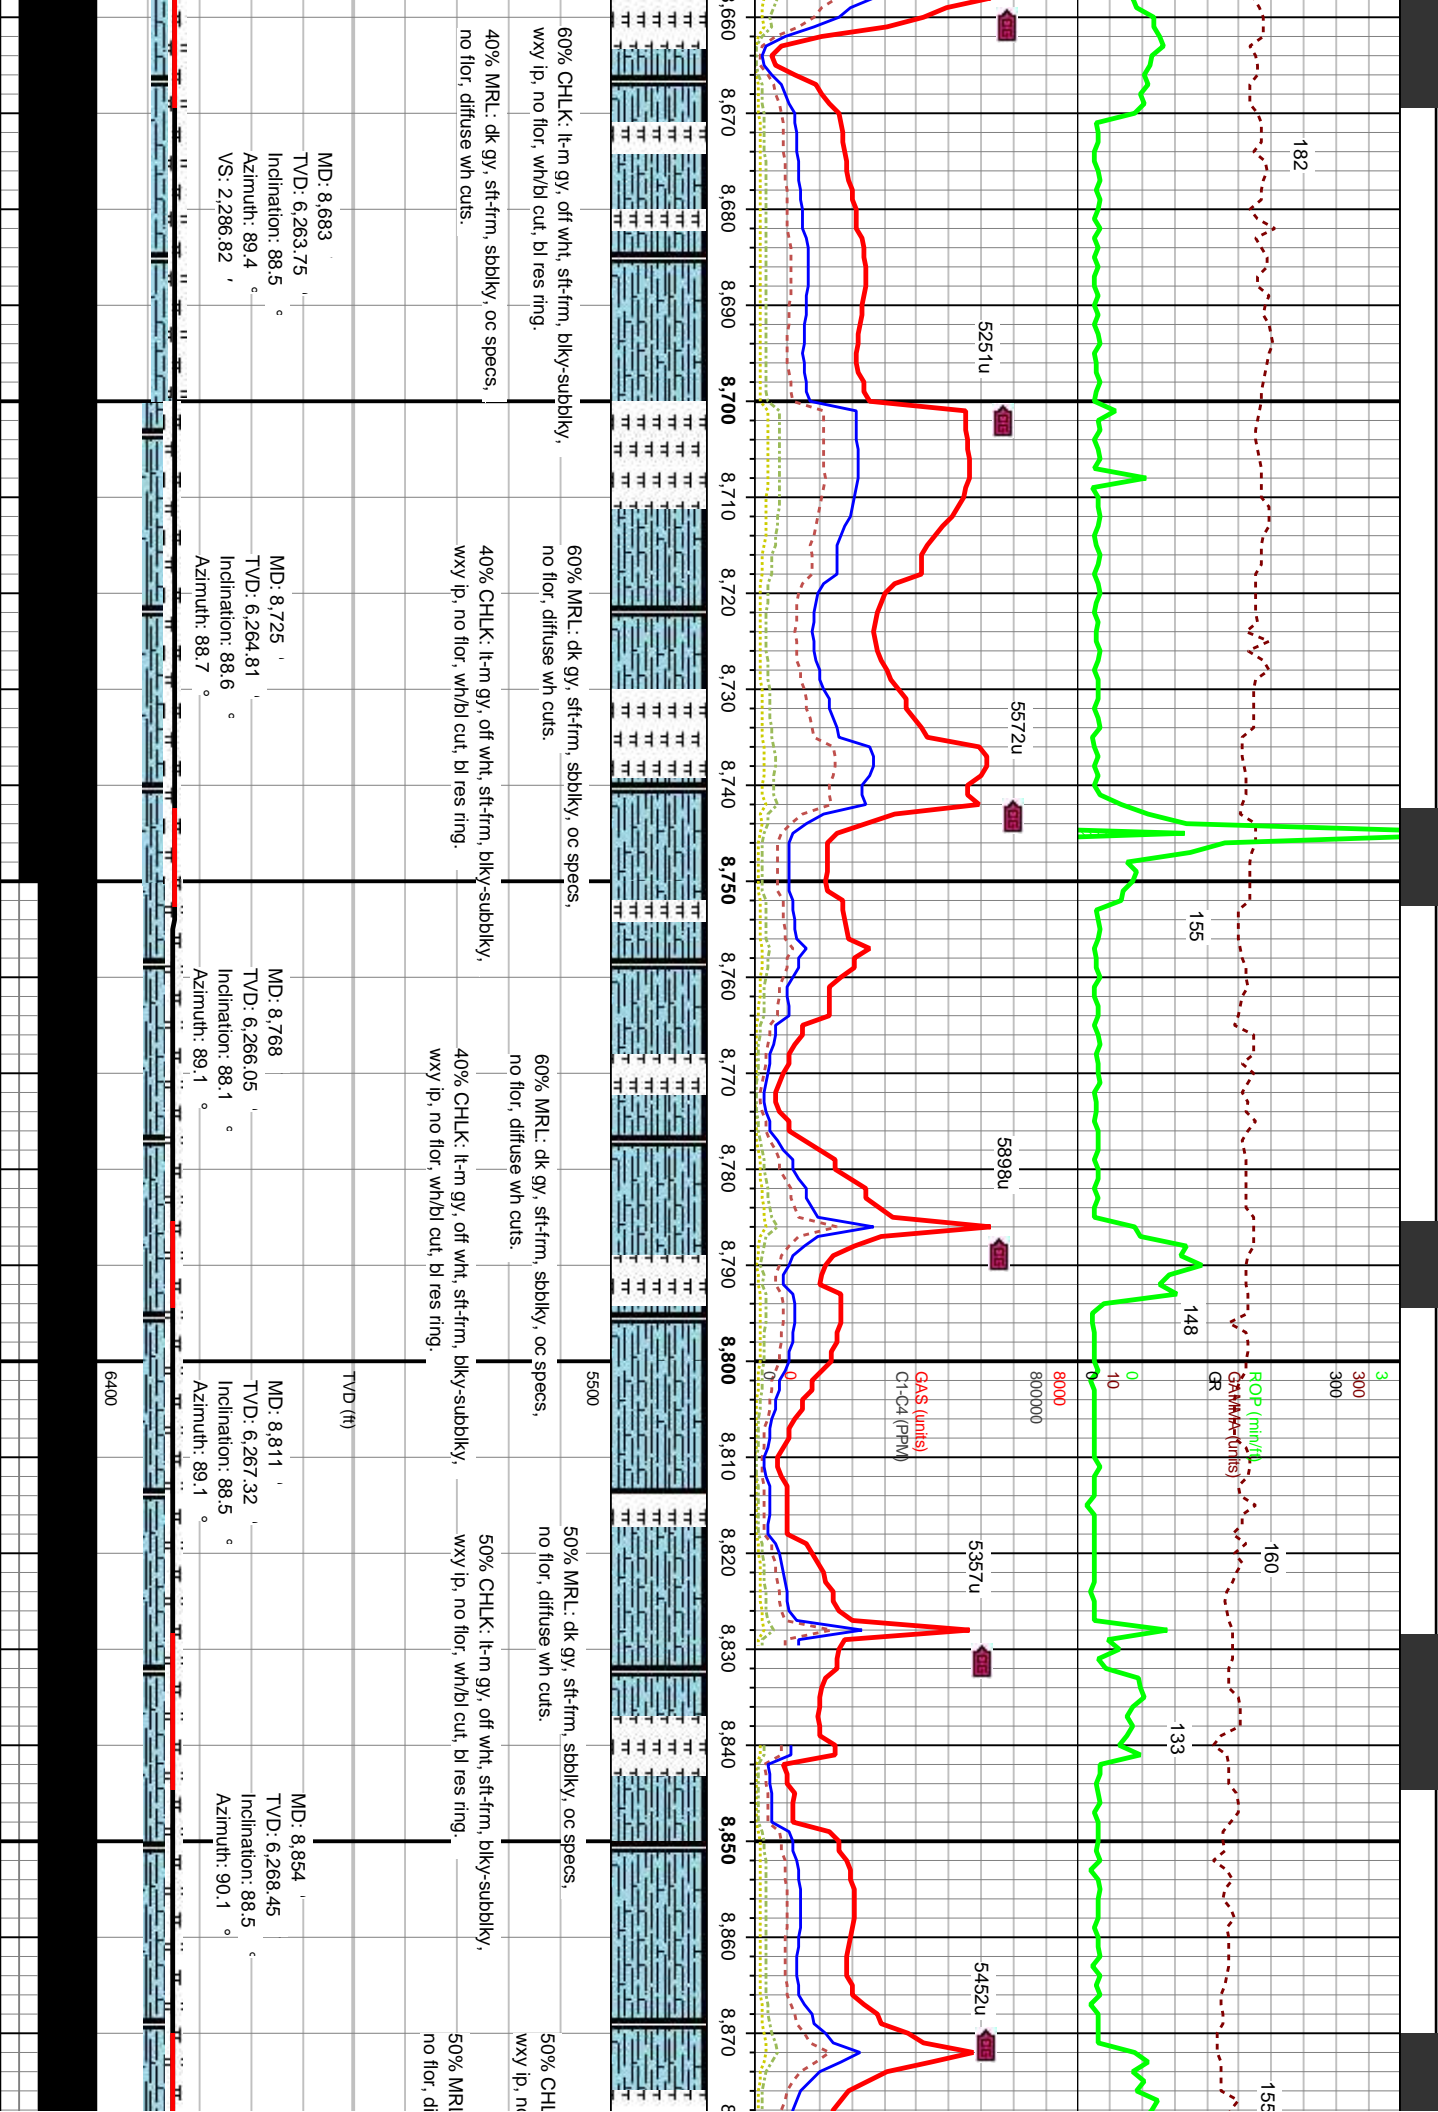 ROP (min/ft)
GAMMA (units)
GR
0
3
10
300
0
300
GAS (units)
C1-C4 (PPM)
0
8000
0
800000
182
155
148
160
133
155
5251u
5572u
5898u
5357u
5452u
8,660
8,670
8,680
8,690
8,700
8,710
8,720
8,730
8,740
8,750
8,760
8,770
8,780
8,790
8,800
8,810
8,820
8,830
8,840
8,850
8,860
8,870
60% CHLK: lt-m gy, off wht, sft-frm, blky-subblky,
wxy ip, no flor, wh/bl cut, bl res ring.
40% MRL: dk gy, sft-frm, sbblky, oc specs,
no flor, diffuse wh cuts.
60% MRL: dk gy, sft-frm, sbblky, oc specs,
no flor, diffuse wh cuts.
40% CHLK: lt-m gy, off wht, sft-frm, blky-subblky,
wxy ip, no flor, wh/bl cut, bl res ring.
60% MRL: dk gy, sft-frm, sbblky, oc specs,
no flor, diffuse wh cuts.
40% CHLK: lt-m gy, off wht, sft-frm, blky-subblky,
wxy ip, no flor, wh/bl cut, bl res ring.
50% MRL: dk gy, sft-frm, sbblky, oc specs,
no flor, diffuse wh cuts.
50% CHLK: lt-m gy, off wht, sft-frm, blky-subblky,
wxy ip, no flor, wh/bl cut, bl res ring.
50% CHL
wxy ip, n
50% MRL
no flor, di
5500
TVD (ft)
6400
MD: 8,683 '
TVD: 6,263.75 '
Inclination: 88.5 °
Azimuth: 89.4 °
VS: 2,286.82 '
MD: 8,725 '
TVD: 6,264.81 '
Inclination: 88.6 °
Azimuth: 88.7 °
MD: 8,768 '
TVD: 6,266.05 '
Inclination: 88.1 °
Azimuth: 89.1 °
MD: 8,811 '
TVD: 6,267.32 '
Inclination: 88.5 °
Azimuth: 89.1 °
MD: 8,854 '
TVD: 6,268.45 '
Inclination: 88.5 °
Azimuth: 90.1 °